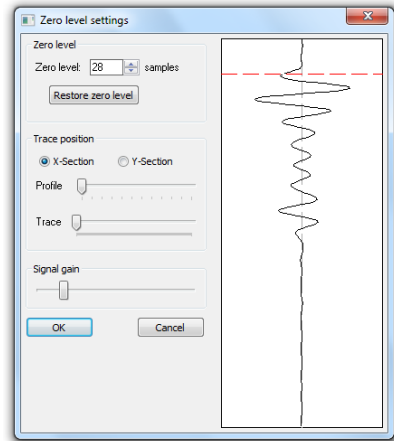 Zero level settings
Zero level
Zero level: 28 samples
Restore zero level
Trace position
X-Section Y-Section
Profile
Trace
Signal gain
OK Cancel